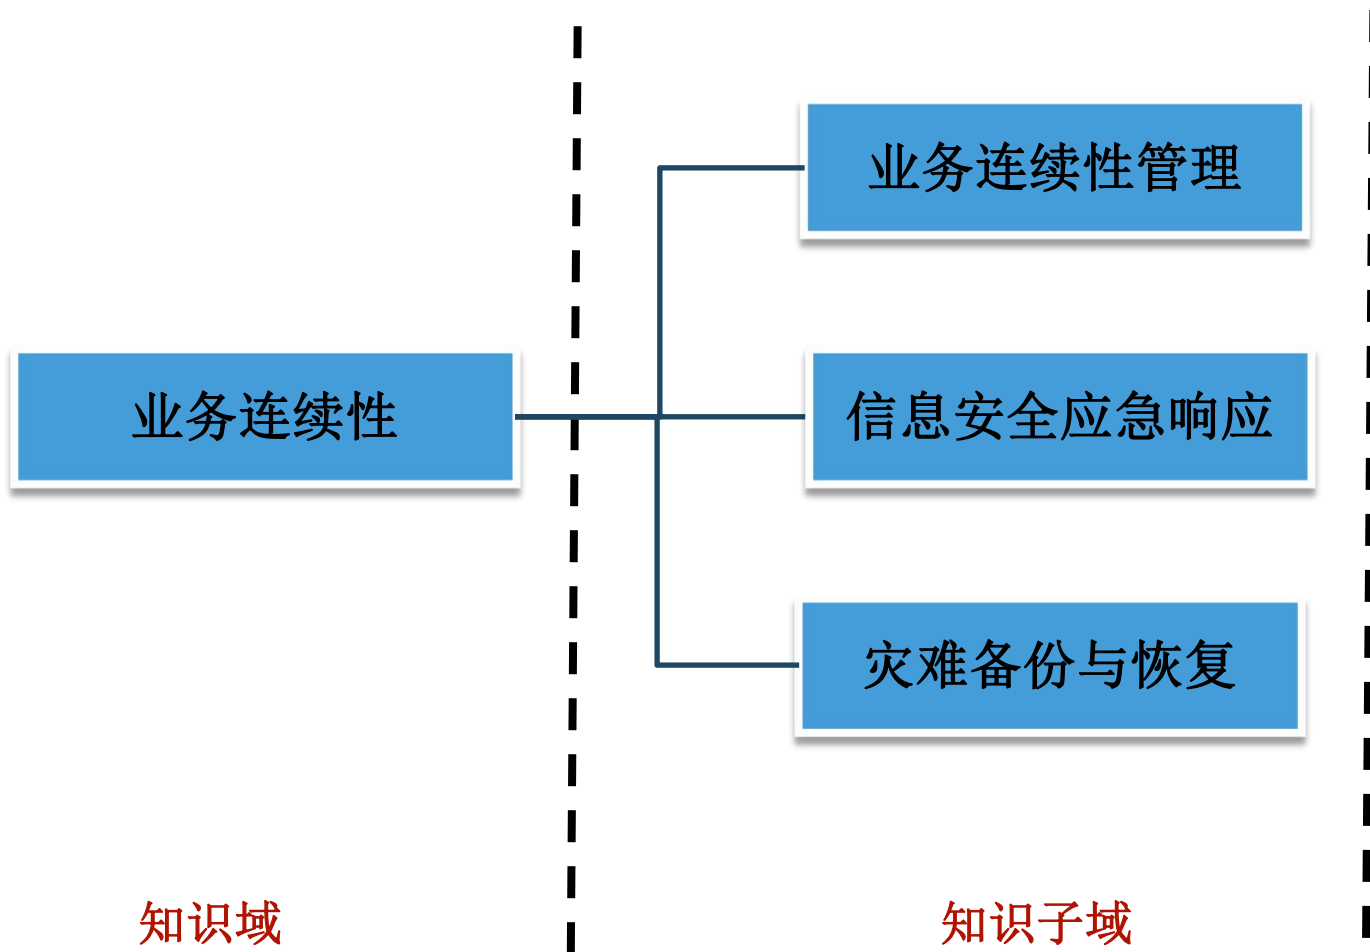 业务连续性管理
业务连续性
信息安全应急响应
灾难备份与恢复
知识域
知识子域